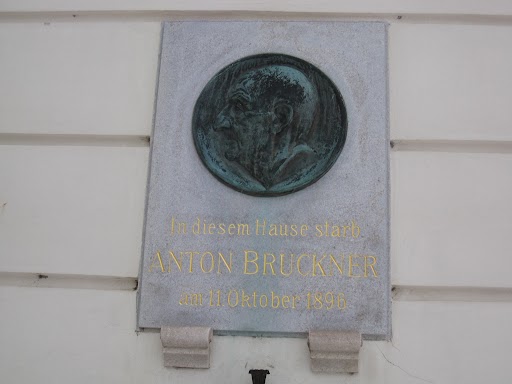 In diesem Hause starb
ANTON BRUCKNER
am 11. Oktober 1896